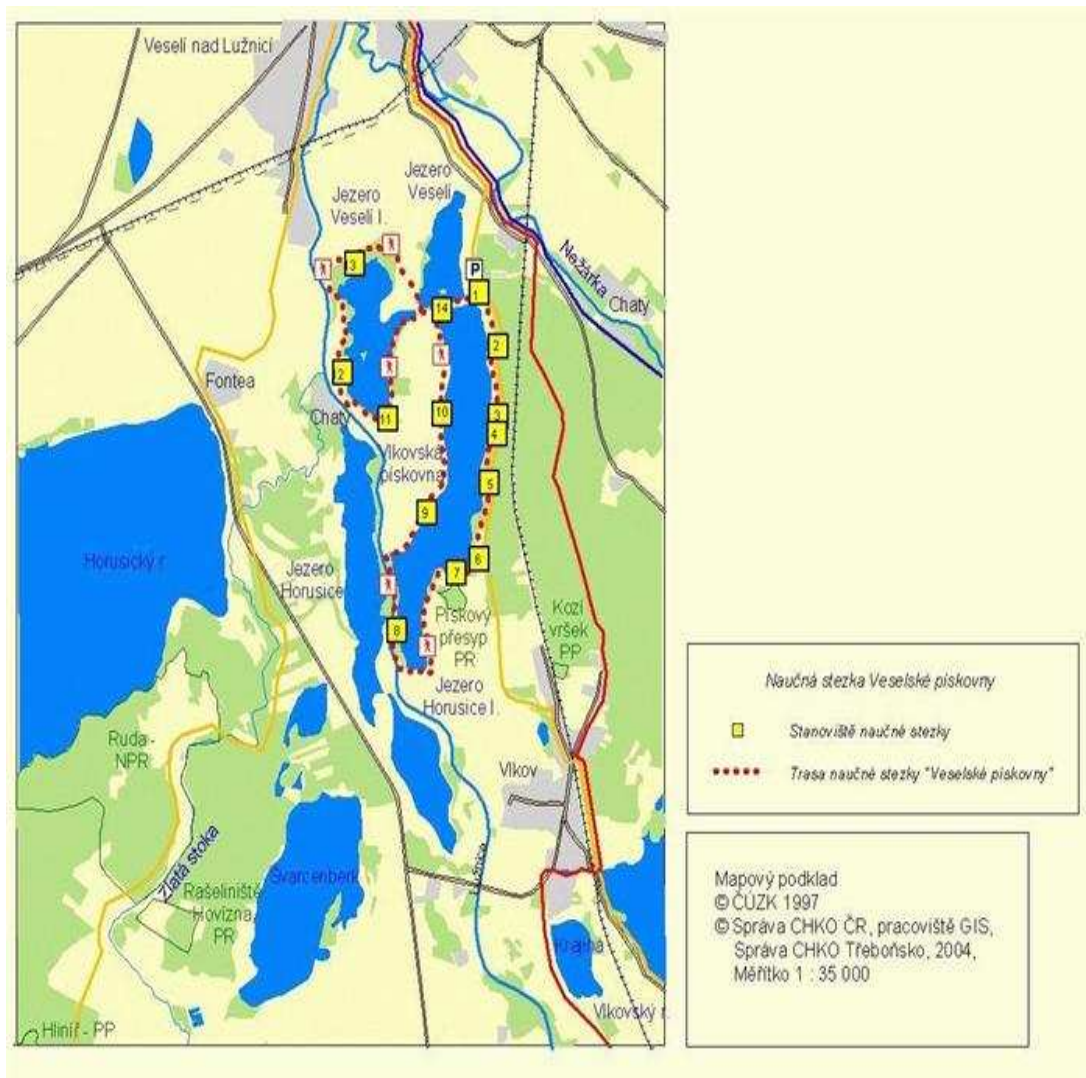 Veselí nad Lužnicí
Jezero
Veselí
Jezero
Veselí I.
Nežárka
Chaty
P
3
1
14
2
2
Fontea
Chaty
11
10
3
4
Vlkovská
pískovna
5
9
Horusický r.
Jezero
Horusice
6
7
Pískový
přesyp
PR
Kozí
vršek
PP
8
Jezero
Horusice I.
Ruda -
NPR
Vlkov
Zlatá stoka
Švarcenberk
Rašeliniště
Hovízna,
PR
Lužnice
Krajina
Vlkovský r.
Hliníř - PP
Naučná stezka Veselské pískovny
Stanoviště naučné stezky
Trasa naučné stezky "Veselské pískovny"
Mapový podklad
© ČÚZK 1997
© Správa CHKO ČR, pracoviště GIS,
Správa CHKO Třeboňsko, 2004,
Měřítko 1 : 35 000